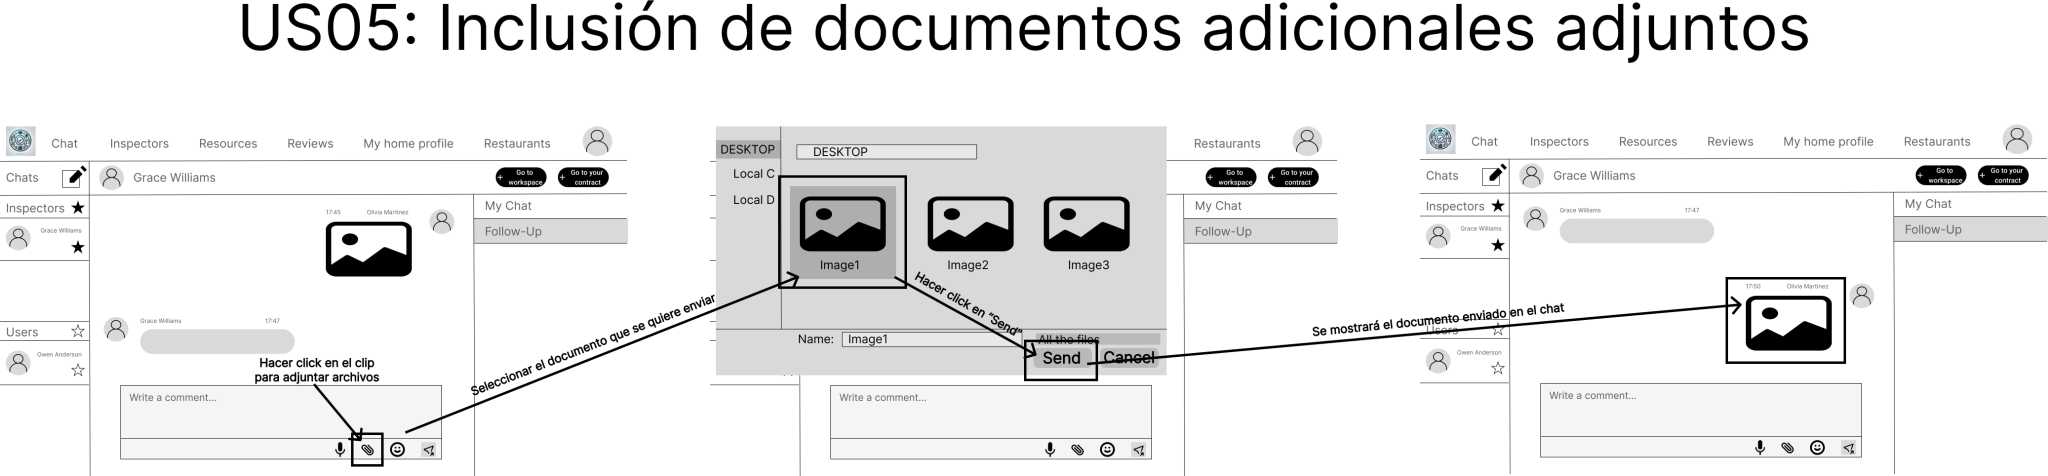 US05: Inclusión de documentos adicionales adjuntos
Chat Inspectors Resources Reviews My home profile Restaurants
Chats
Grace Williams
+ Go to workspace
+ Go to your contract
Inspectors
Grace Williams
Users
Owen Anderson
17:45 Olivia Martinez
Grace Williams 17:47
My Chat
Follow-Up
Hacer click en el clip
para adjuntar archivos
Write a comment...
Seleccionar el documento que se quiere enviar
DESKTOP
Local C
Local D
DESKTOP
Image1
Image2
Image3
Hacer click en "Send"
Name: Image1
All the files
Send
Cancel
Restaurants
+ Go to workspace
+ Go to your contract
My Chat
Follow-Up
Write a comment...
Se mostrará el documento enviado en el chat
Chat Inspectors Resources Reviews My home profile Restaurants
Chats
Grace Williams
+ Go to workspace
+ Go to your contract
Inspectors
Grace Williams
Users
Owen Anderson
Grace Williams 17:47
17:50 Olivia Martinez
My Chat
Follow-Up
Write a comment...